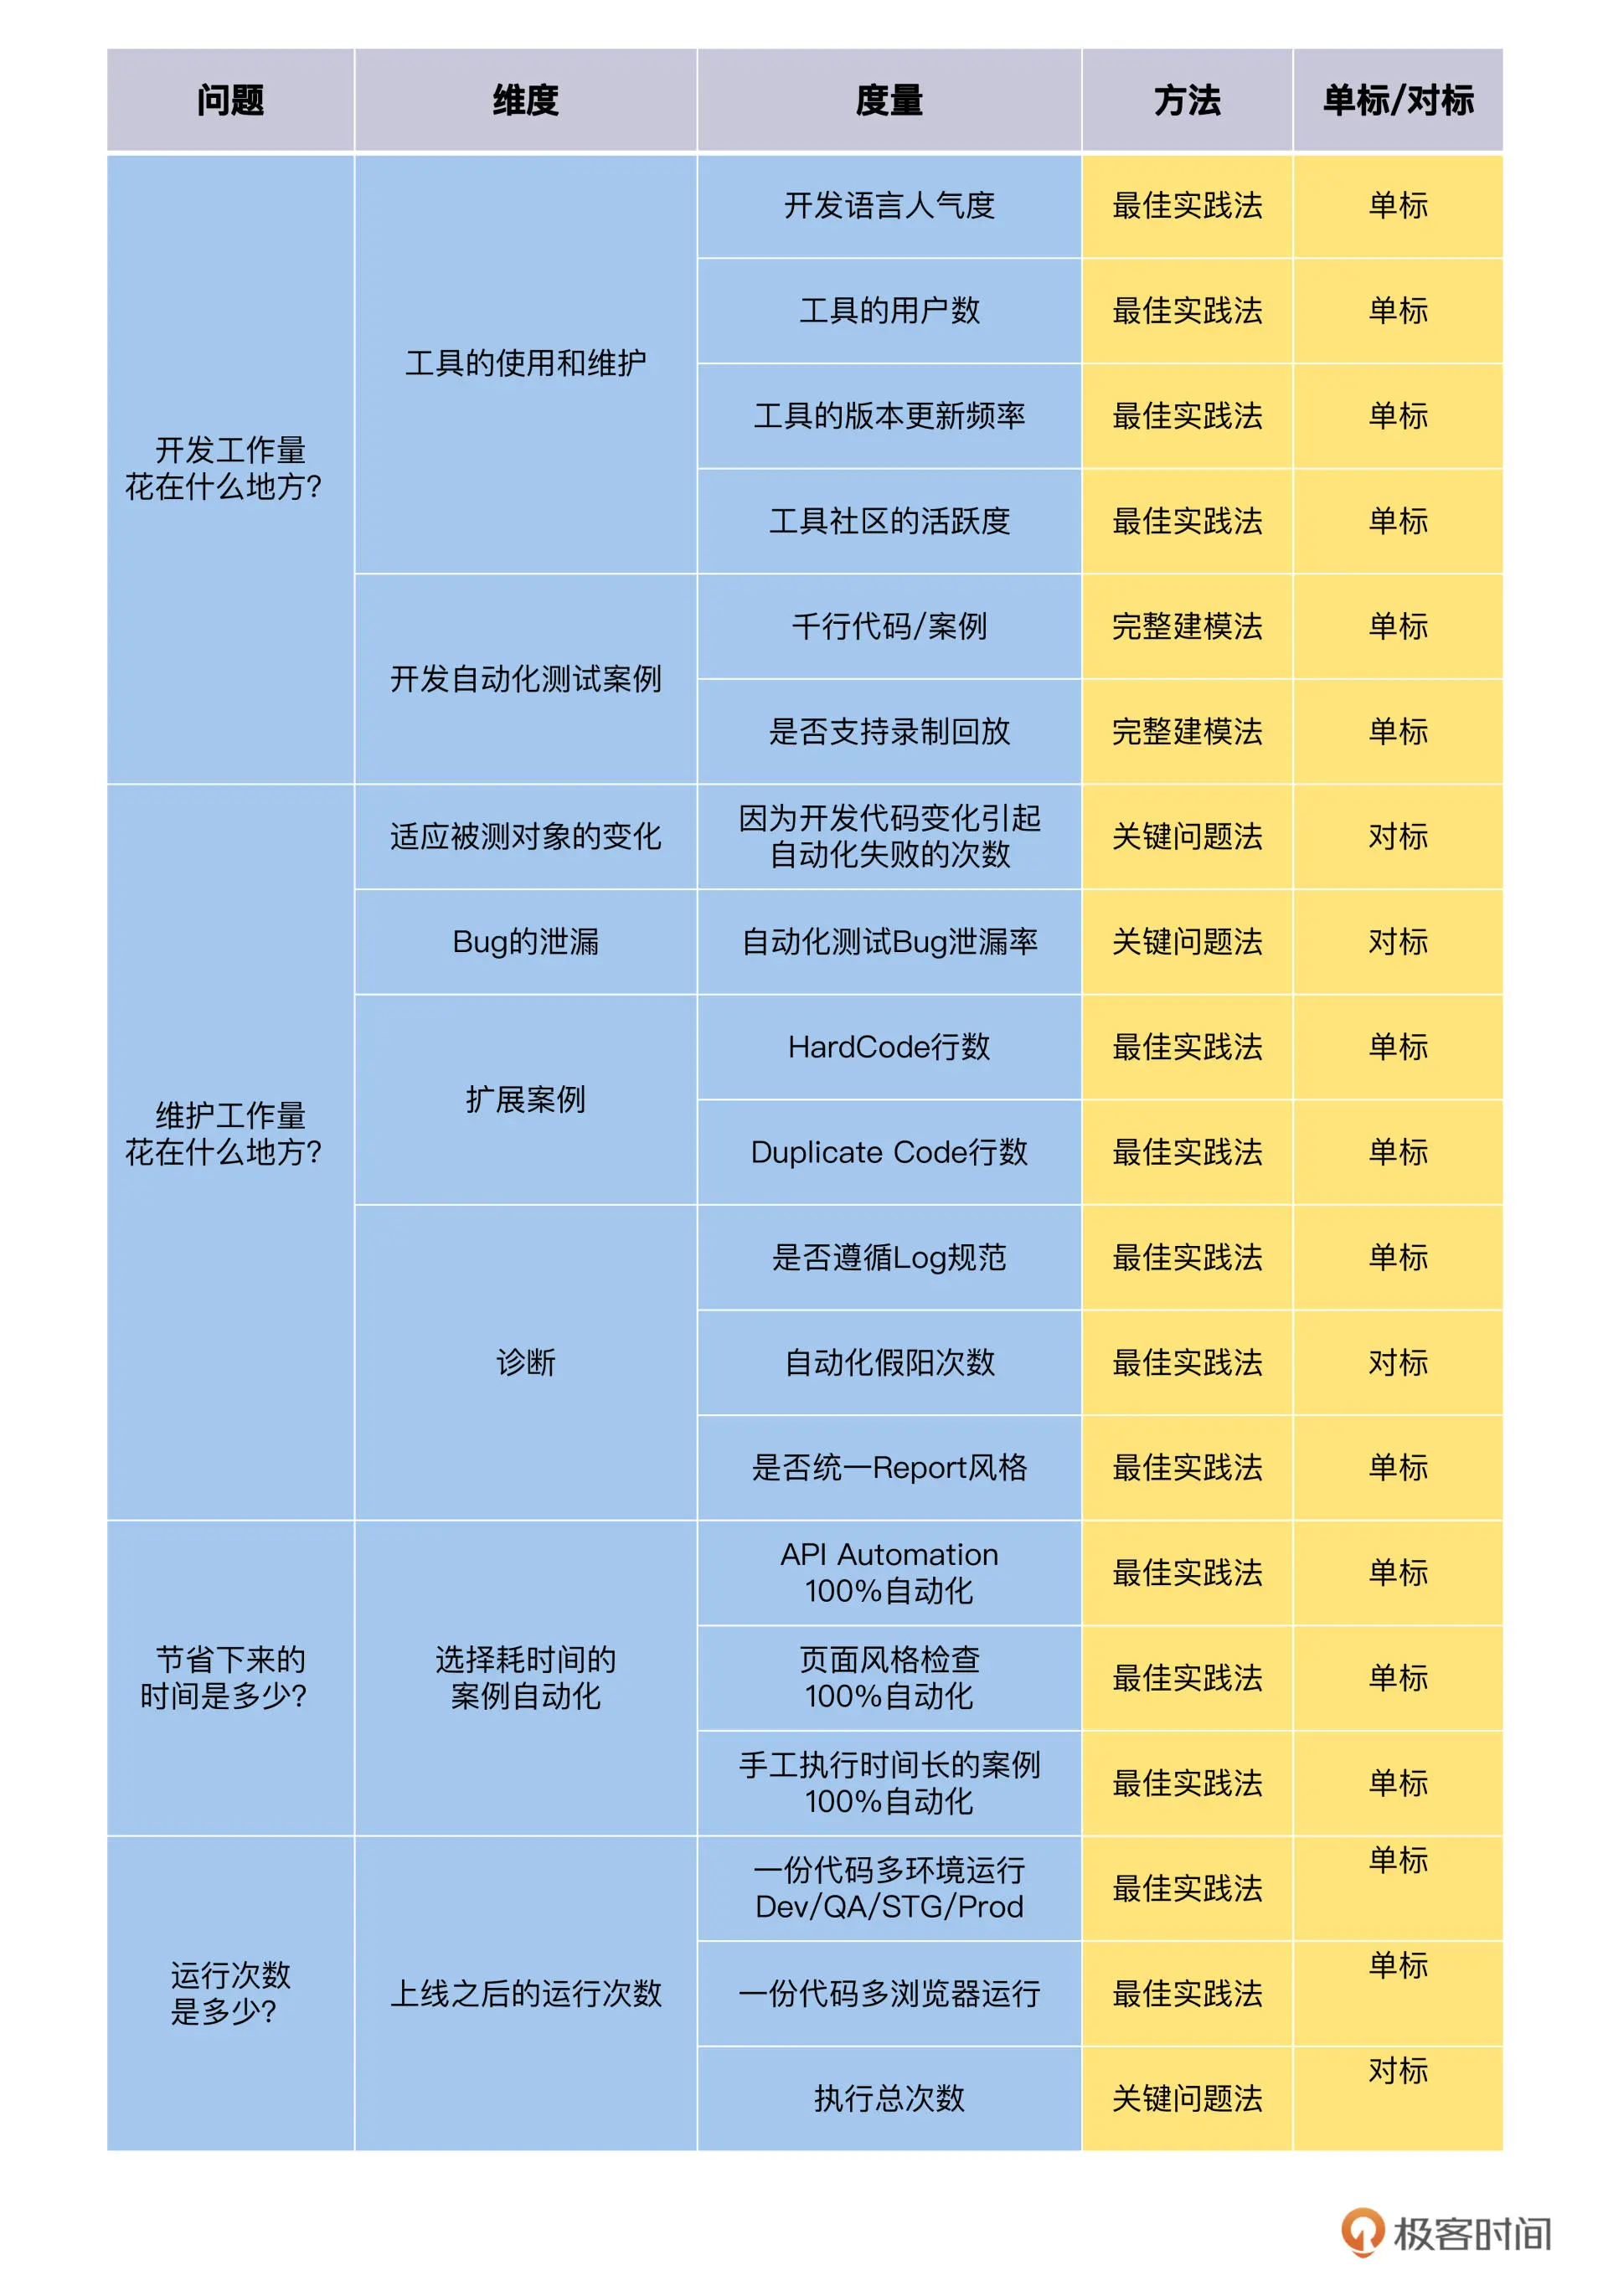 问题 维度 度量 方法 单标/对标
开发工作量
花在什么地方？
工具的使用和维护
开发语言人气度 最佳实践法 单标
工具的用户数 最佳实践法 单标
工具的版本更新频率 最佳实践法 单标
工具社区的活跃度 最佳实践法 单标
开发自动化测试案例
千行代码/案例 完整建模法 单标
是否支持录制回放 完整建模法 单标
维护工作量
花在什么地方？
适应被测对象的变化
因为开发代码变化引起
自动化失败的次数
关键问题法 对标
Bug的泄漏 自动化测试Bug泄漏率 关键问题法 对标
扩展案例
HardCode行数 最佳实践法 单标
Duplicate Code行数 最佳实践法 单标
诊断
是否遵循Log规范 最佳实践法 单标
自动化假阳次数 最佳实践法 对标
是否统一Report风格 最佳实践法 单标
节省下来的
时间是多少？
选择耗时间的
案例自动化
API Automation
100%自动化
最佳实践法 单标
页面风格检查
100%自动化
最佳实践法 单标
手工执行时间长的案例
100%自动化
最佳实践法 单标
运行次数
是多少？
上线之后的运行次数
一份代码多环境运行
Dev/QA/STG/Prod
最佳实践法 单标
一份代码多浏览器运行 最佳实践法 单标
执行总次数 关键问题法 对标
极客时间